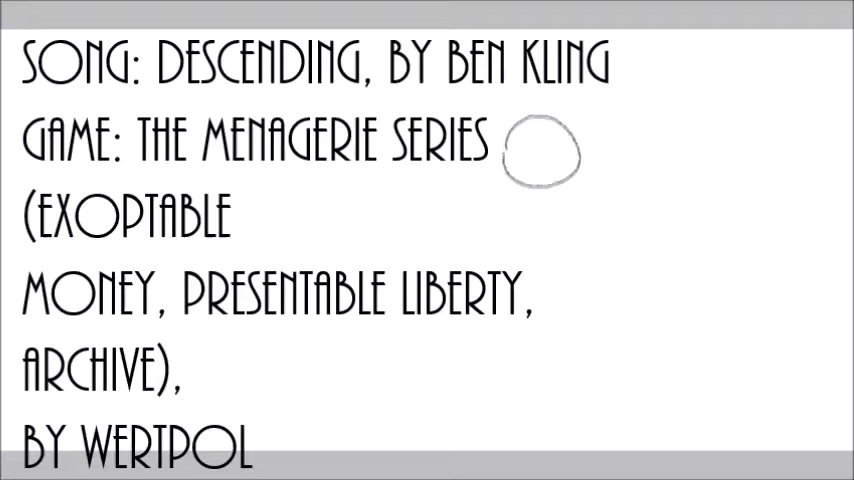 SONG: DESCENDING, BY BEN KLING
GAME: THE MENAGERIE SERIES
(EXOPTABLE
MONEY, PRESENTABLE LIBERTY,
ARCHIVE),
BY WERTPOL